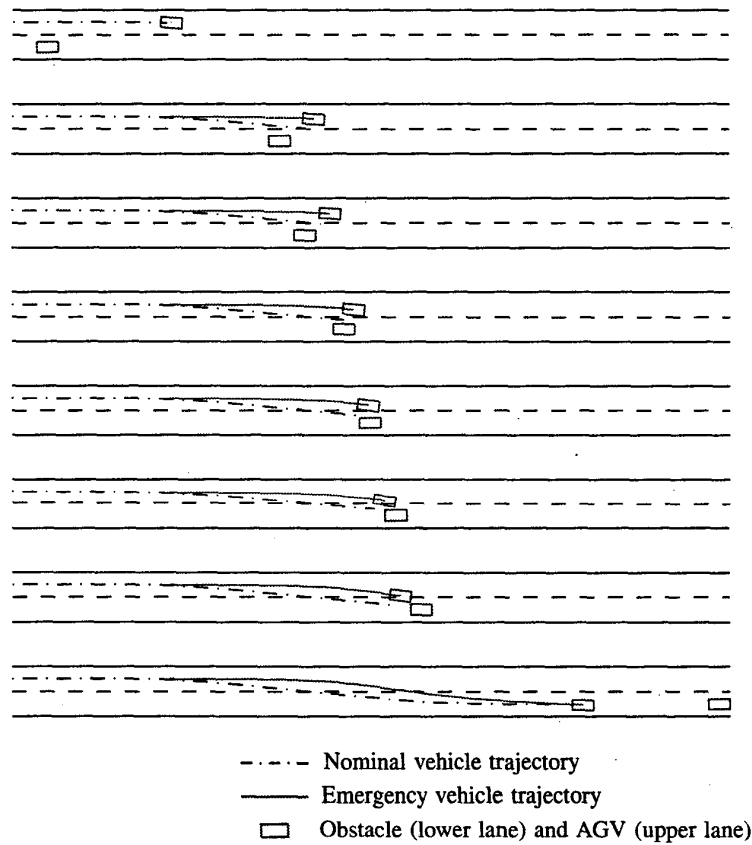 Nominal vehicle trajectory
Emergency vehicle trajectory
Obstacle (lower lane) and AGV (upper lane)